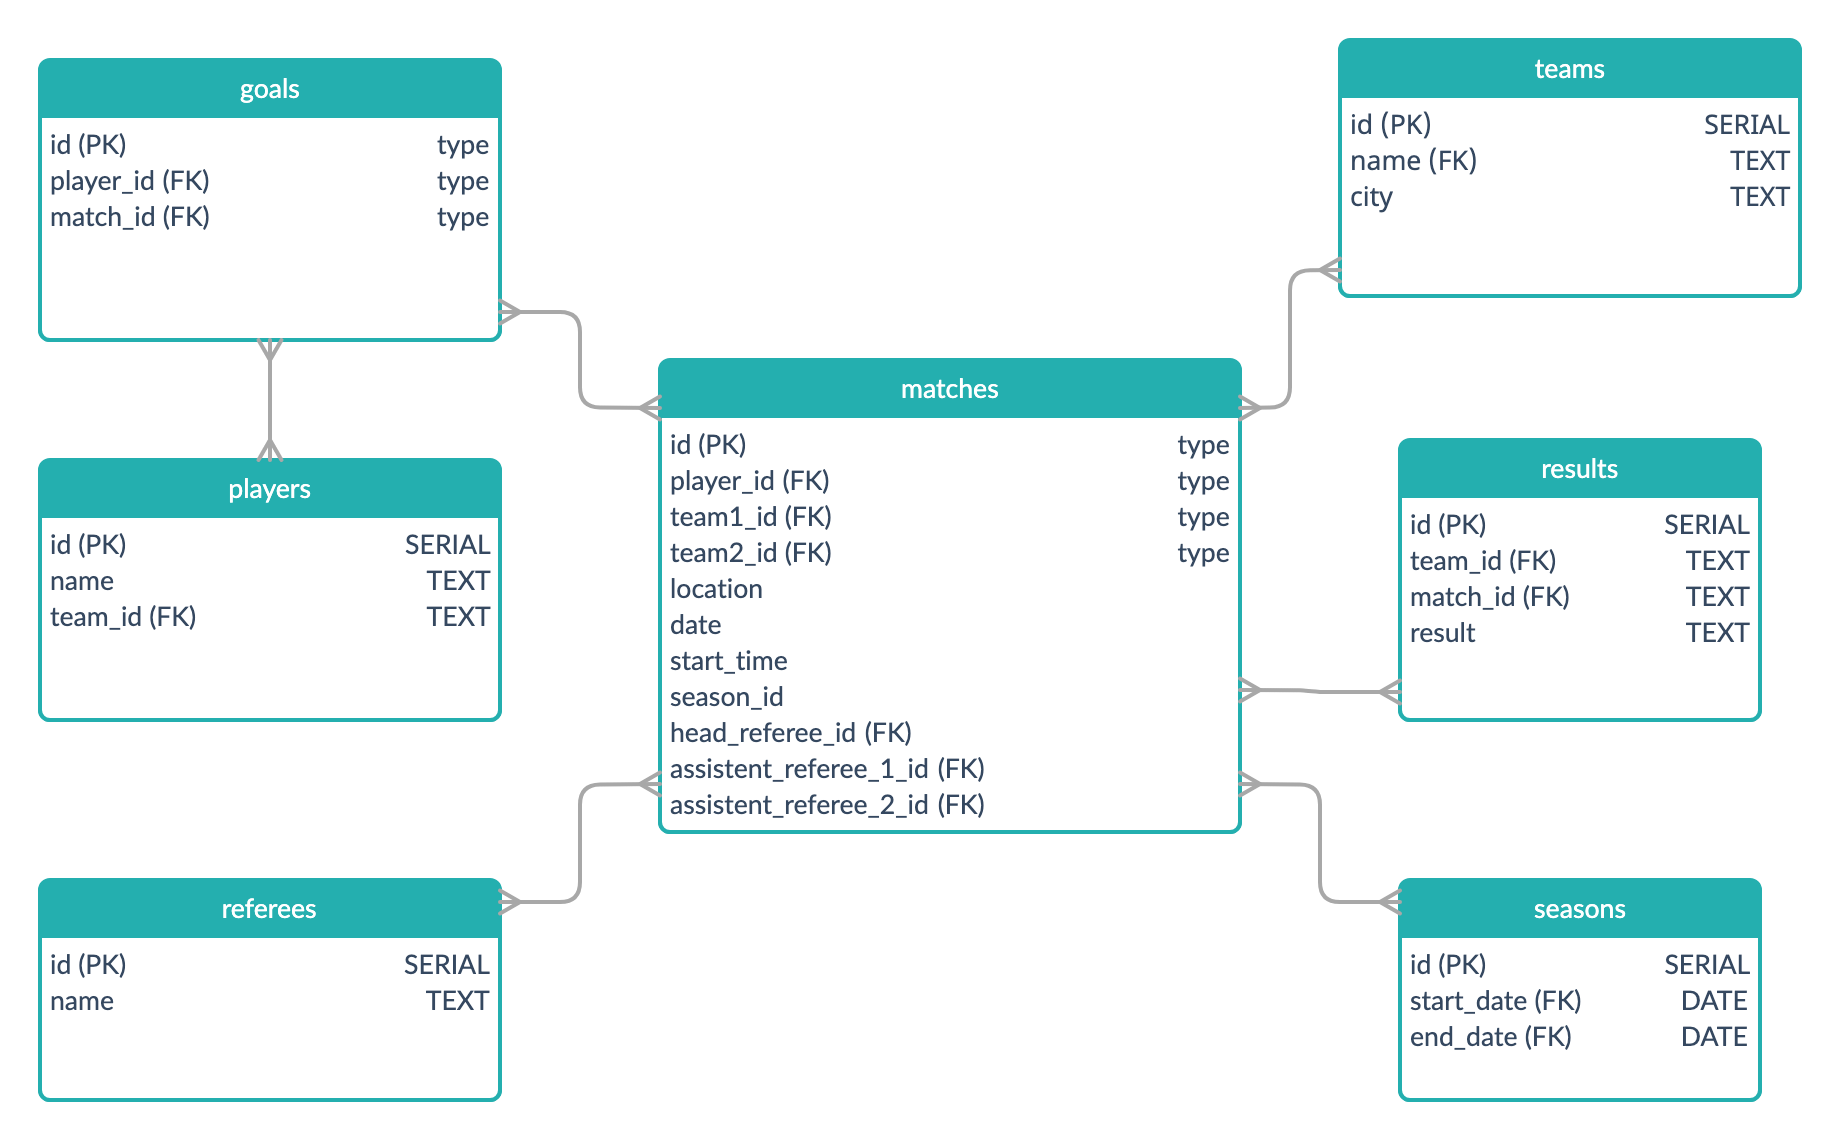 goals
id (PK) type
player_id (FK) type
match_id (FK) type
teams
id (PK) SERIAL
name (FK) TEXT
city TEXT
matches
id (PK) type
player_id (FK) type
team1_id (FK) type
team2_id (FK) type
location
date
start_time
season_id
head_referee_id (FK)
assistent_referee_1_id (FK)
assistent_referee_2_id (FK)
players
id (PK) SERIAL
name TEXT
team_id (FK) TEXT
results
id (PK) SERIAL
team_id (FK) TEXT
match_id (FK) TEXT
result TEXT
referees
id (PK) SERIAL
name TEXT
seasons
id (PK) SERIAL
start_date (FK) DATE
end_date (FK) DATE